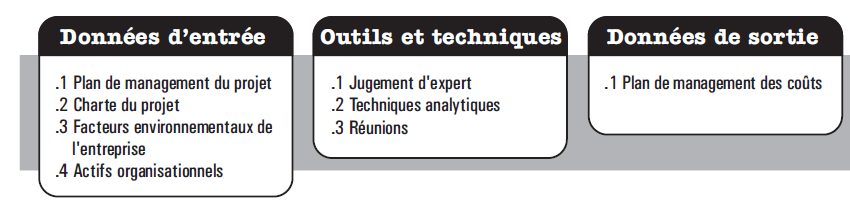 Données d'entrée
.1 Plan de management du projet
.2 Charte du projet
.3 Facteurs environnementaux de
l'entreprise
.4 Actifs organisationnels
Outils et techniques
.1 Jugement d'expert
.2 Techniques analytiques
.3 Réunions
Données de sortie
.1 Plan de management des coûts